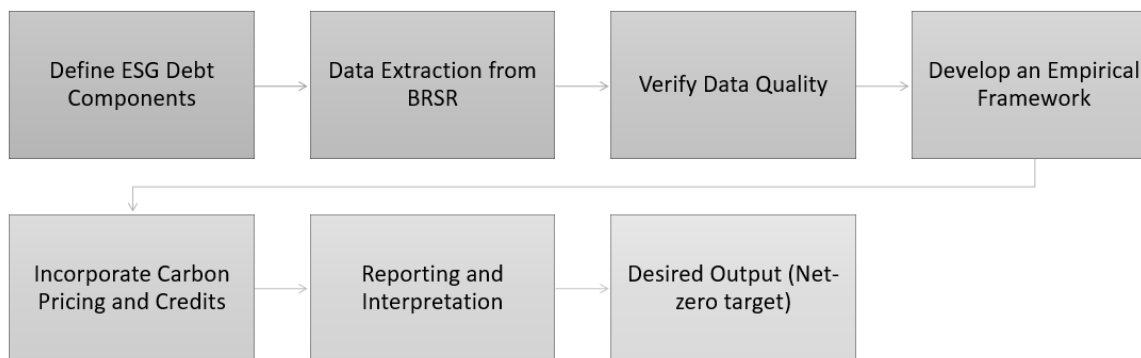 Define ESG Debt
Components
Data Extraction from
BRSR
Verify Data Quality
Develop an Empirical
Framework
Incorporate Carbon
Pricing and Credits
Reporting and
Interpretation
Desired Output (Net-
zero target)